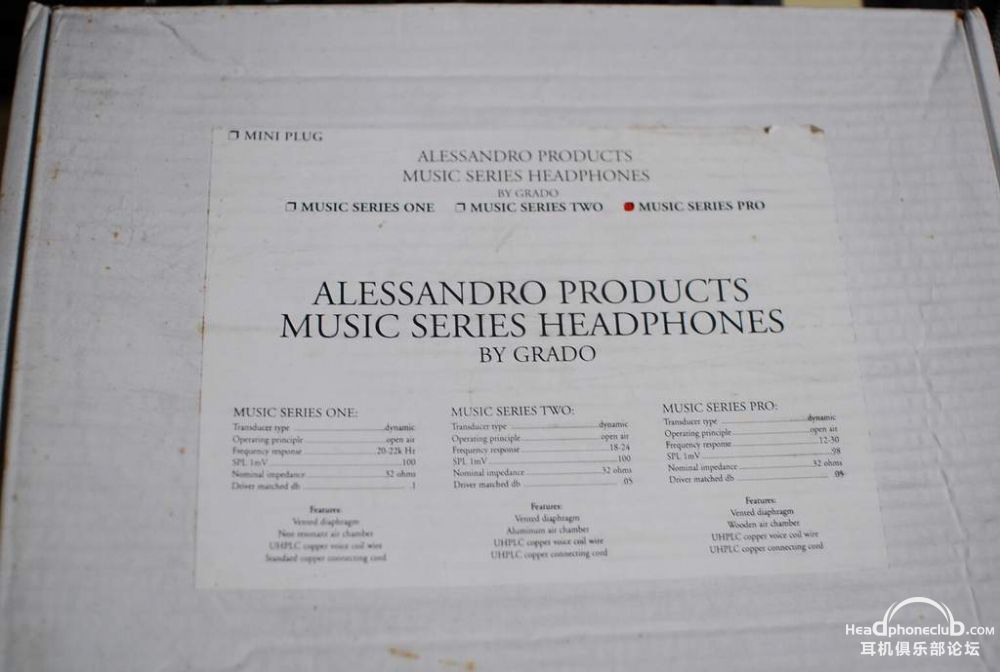 MINI PLUG
ALESSANDRO PRODUCTS
MUSIC SERIES HEADPHONES
BY GRADO
MUSIC SERIES ONE MUSIC SERIES TWO MUSIC SERIES PRO
ALESSANDRO PRODUCTS
MUSIC SERIES HEADPHONES
BY GRADO
MUSIC SERIES ONE:
Transducer type dynamic
Operating principle open air
Frequency response 20-22k Hz
SPL 1mV 100
Nominal impedance 32 ohms
Driver matched db .1
Features:
Vented diaphragm
Non resonant air chamber
UHPLC copper voice coil wire
Standard copper connecting cord
MUSIC SERIES TWO:
Transducer type dynamic
Operating principle open air
Frequency response 18-24
SPL 1mV 100
Nominal impedance 32 ohms
Driver matched db .05
Features:
Vented diaphragm
Aluminum air chamber
UHPLC copper voice coil wire
UHPLC copper connecting cord
MUSIC SERIES PRO:
Transducer type dynamic
Operating principle open air
Frequency response 12-30
SPL 1mV 98
Nominal impedance 32 ohms
Driver matched db .05
Features:
Vented diaphragm
Wooden air chamber
UHPLC copper voice coil wire
UHPLC copper connecting cord
HeaDphoneclub.com
耳机俱乐部论坛